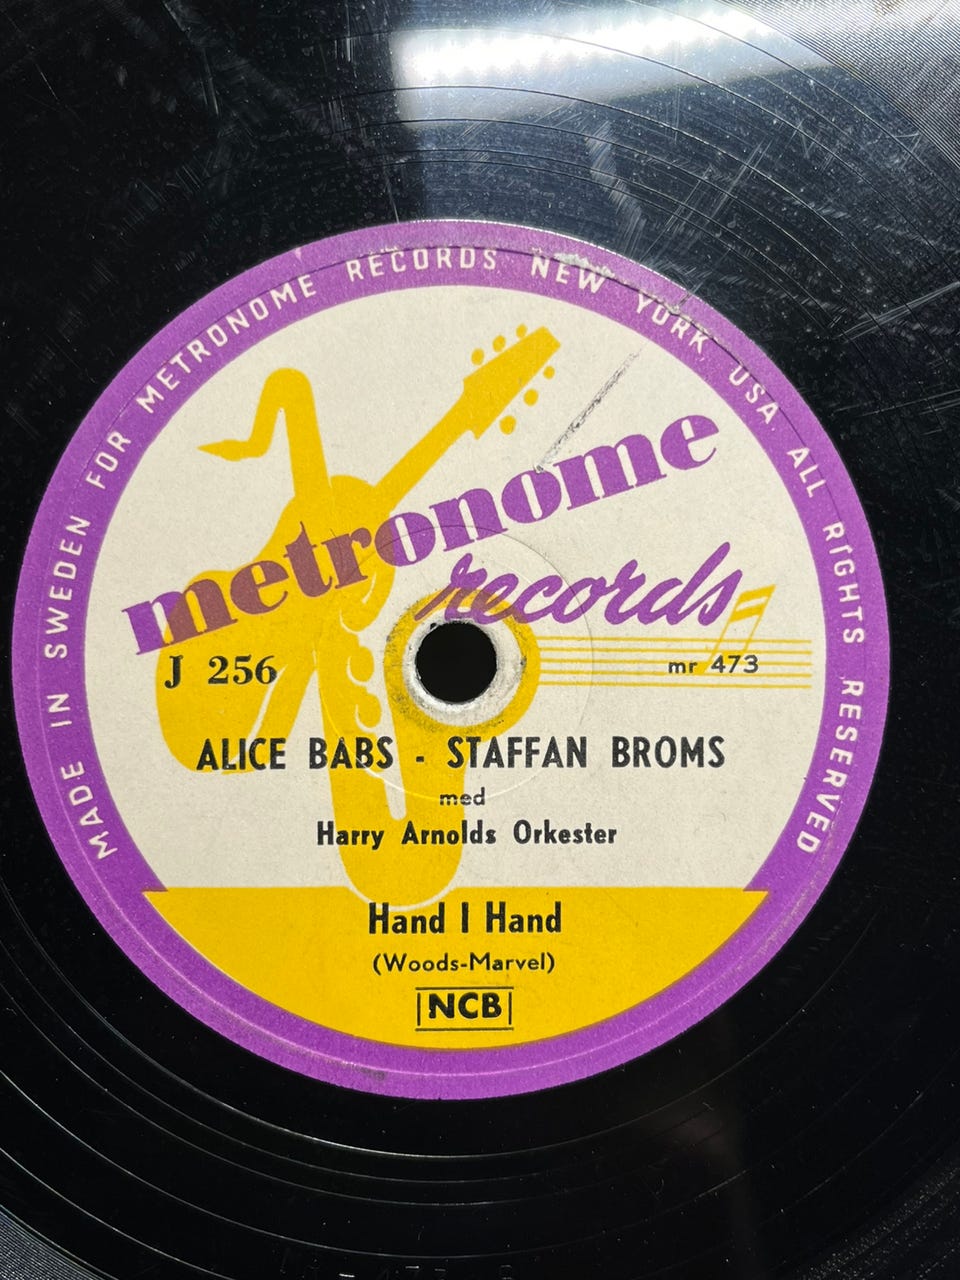 MADE IN SWEDEN FOR METRONOME RECORDS NEW YORK USA ALL RIGHTS RESERVED
metronome
records
J 256
mr 473
ALICE BABS - STAFFAN BROMS
med
Harry Arnolds Orkester
Hand I Hand
(Woods-Marvel)
NCB